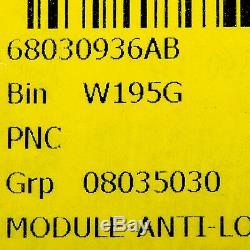 68030936AB
Bin W195G
PNC
Grp 08035030
MODULE-ANTI-LO